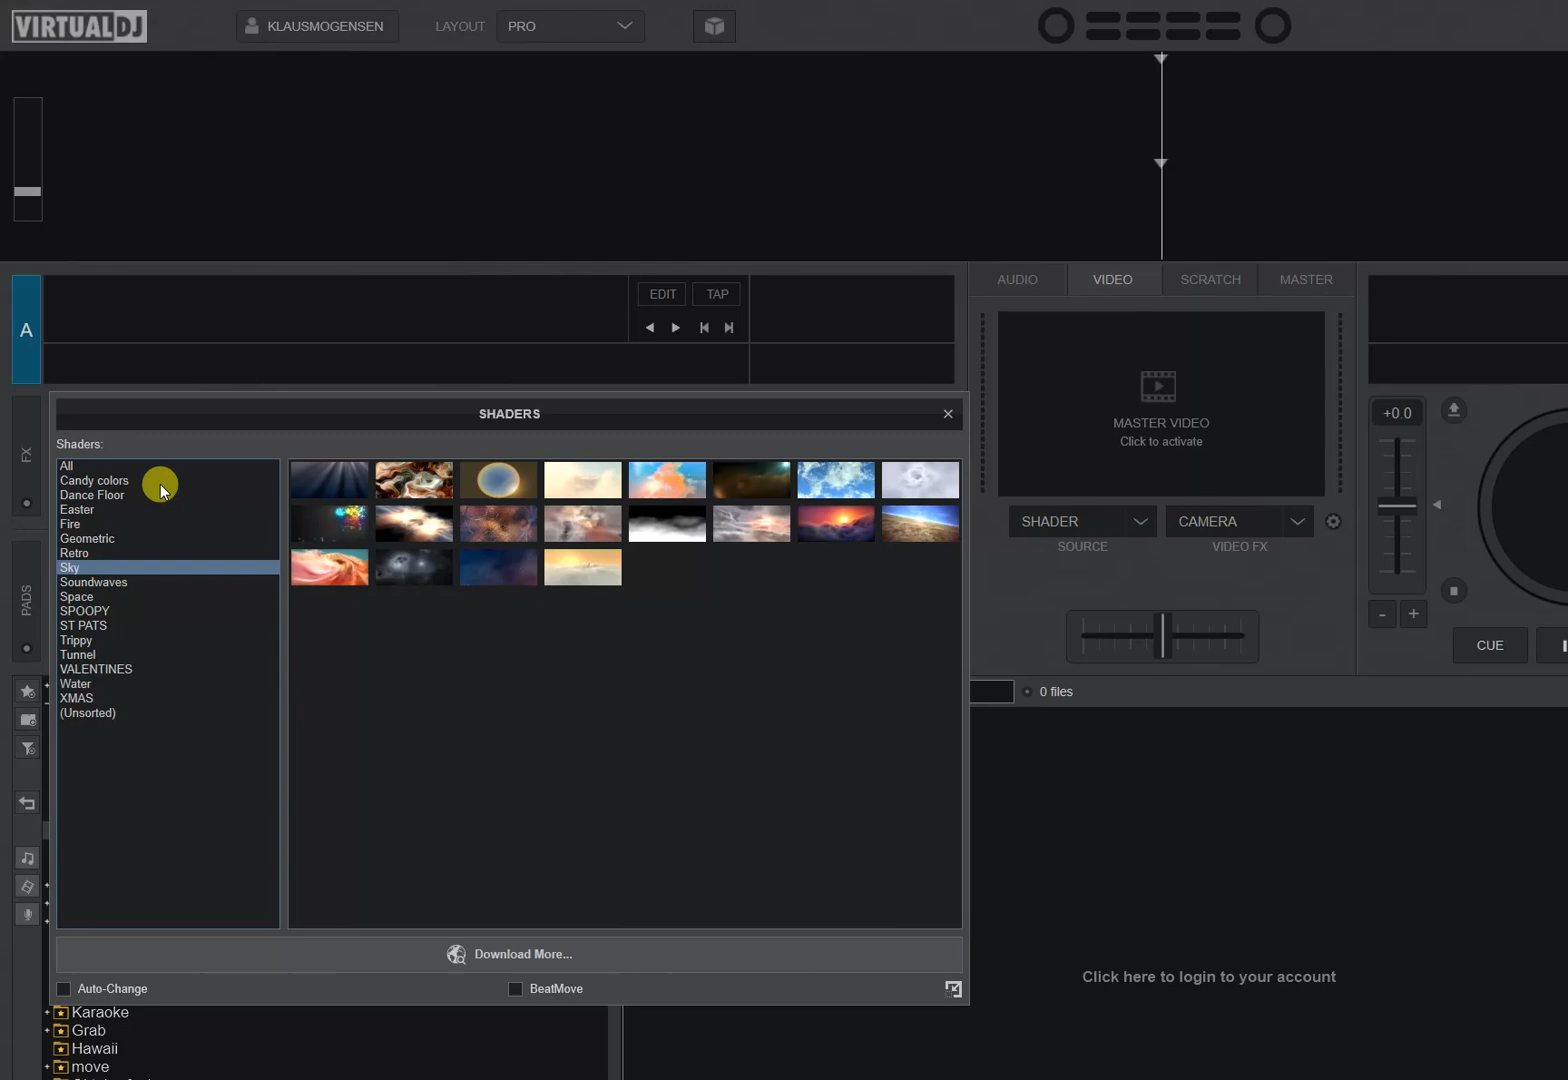 VIRTUALDJ
KLAUSMOGENSEN
LAYOUT
PRO
A
EDIT
TAP
AUDIO
VIDEO
SCRATCH
MASTER
FX
PADS
SHADERS
Shaders:
All
Candy colors
Dance Floor
Easter
Fire
Geometric
Retro
Sky
Soundwaves
Space
SPOOPY
ST PATS
Trippy
Tunnel
VALENTINES
Water
XMAS
(Unsorted)
Download More...
Auto-Change
BeatMove
MASTER VIDEO
Click to activate
SHADER
CAMERA
SOURCE
VIDEO FX
+0.0
-
+
CUE
0 files
Click here to login to your account
Karaoke
Grab
Hawaii
move